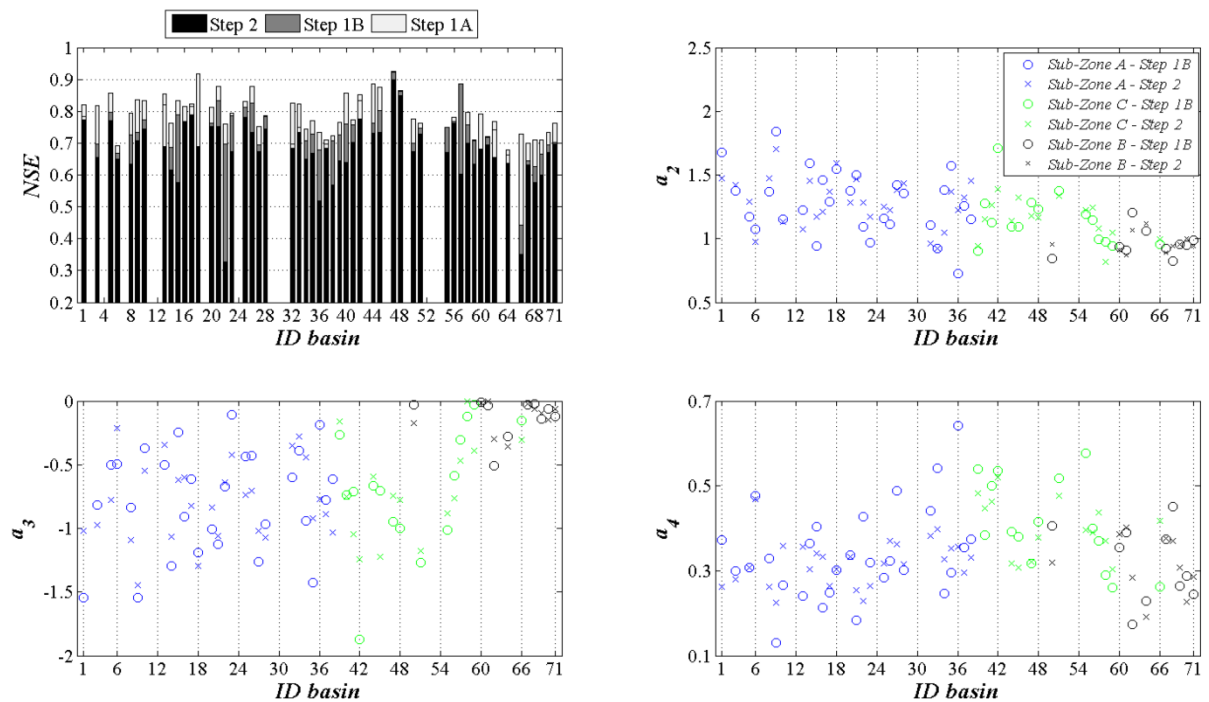 Step 2 Step 1B Step 1A
1
0.9
0.8
0.7
0.6
0.5
0.4
0.3
0.2
NSE
1 4 8 12 16 20 24 28 32 36 40 44 48 52 56 60 64 68 71
ID basin
2.5
2
1.5
1
0.5
a2
Sub-Zone A - Step 1B
Sub-Zone A - Step 2
Sub-Zone C - Step 1B
Sub-Zone C - Step 2
Sub-Zone B - Step 1B
Sub-Zone B - Step 2
1 6 12 18 24 30 36 42 48 54 60 66 71
ID basin
0
-0.5
-1
-1.5
-2
a3
1 6 12 18 24 30 36 42 48 54 60 66 71
ID basin
0.7
0.5
0.3
0.1
a4
1 6 12 18 24 30 36 42 48 54 60 66 71
ID basin